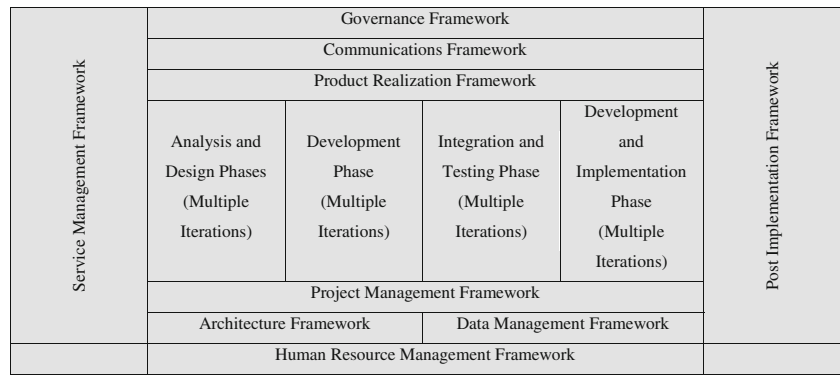 Service Management Framework
Governance Framework
Communications Framework
Product Realization Framework
Analysis and
Design Phases
(Multiple
Iterations)
Development
Phase
(Multiple
Iterations)
Integration and
Testing Phase
(Multiple
Iterations)
Development
and
Implementation
Phase
(Multiple
Iterations)
Project Management Framework
Architecture Framework
Data Management Framework
Human Resource Management Framework
Post Implementation Framework